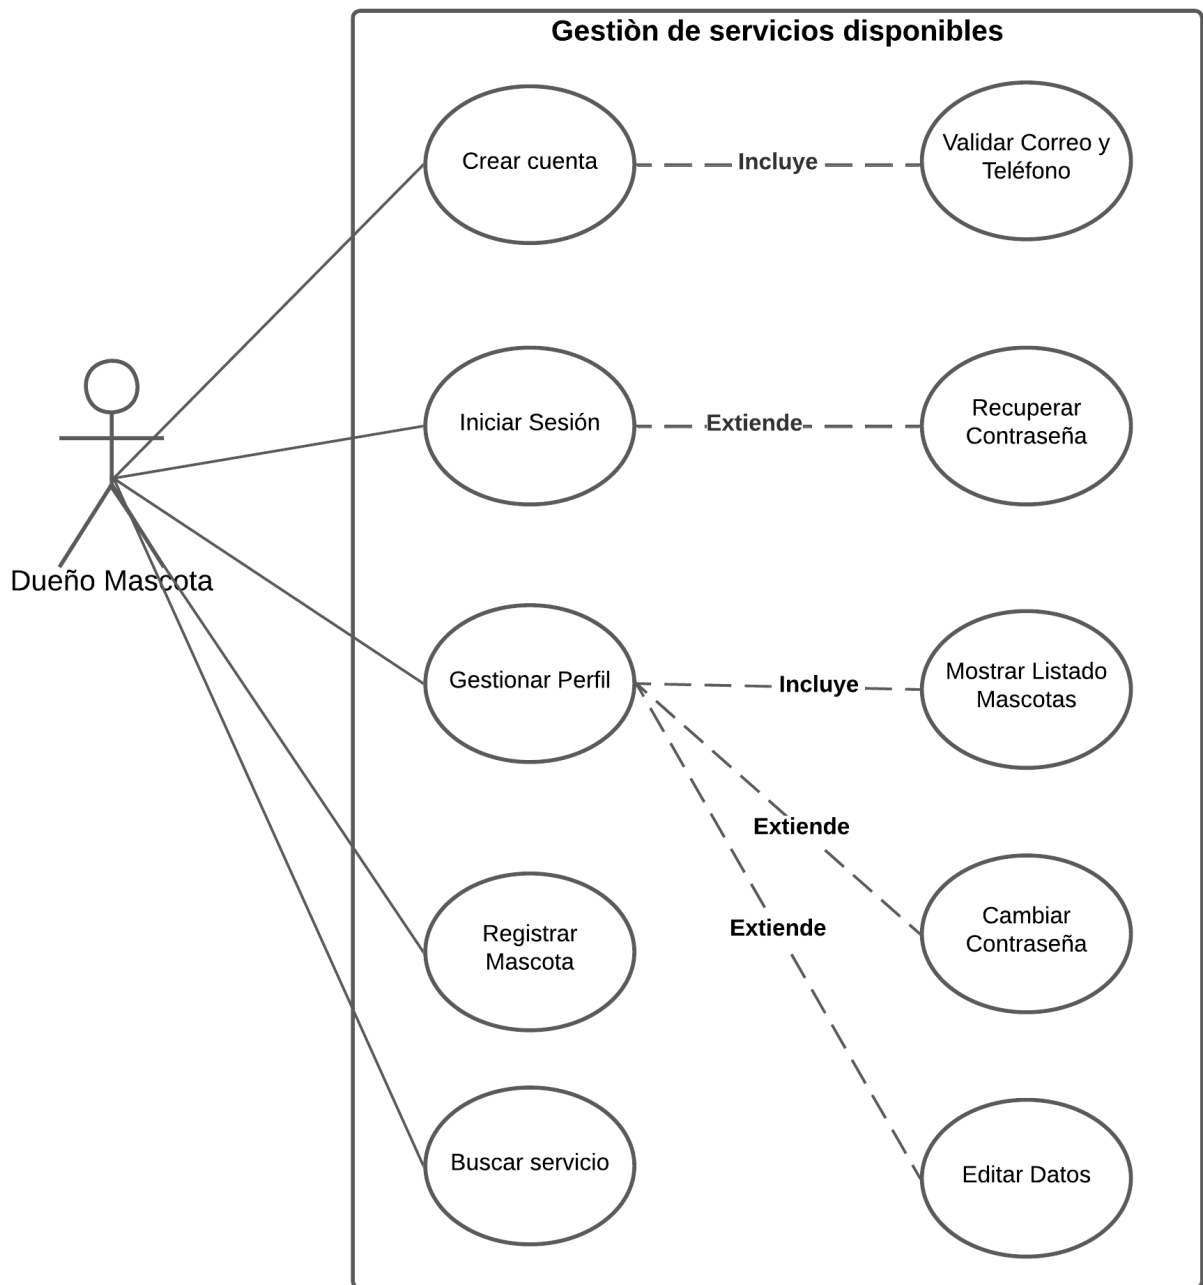 Gestiòn de servicios disponibles
Crear cuenta
Incluye
Validar Correo y
Teléfono
Iniciar Sesión
Extiende
Recuperar
Contraseña
Dueño Mascota
Gestionar Perfil
Incluye
Mostrar Listado
Mascotas
Extiende
Cambiar
Contraseña
Extiende
Registrar
Mascota
Buscar servicio
Editar Datos